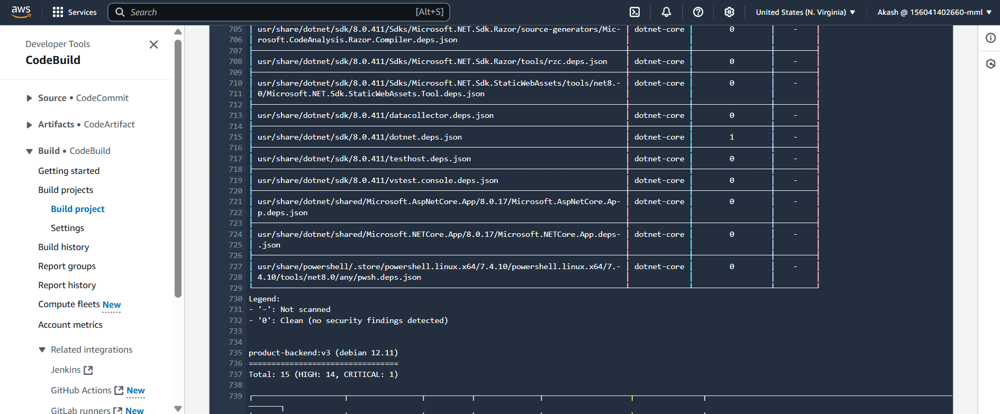 aws
Services
Search
[Alt+S]
United States (N. Virginia)
Akash @ 156041402660-mml
Developer Tools
CodeBuild
Source • CodeCommit
Artifacts • CodeArtifact
Build • CodeBuild
Getting started
Build projects
Build project
Settings
Build history
Report groups
Report history
Compute fleets New
Account metrics
Related integrations
Jenkins
GitHub Actions New
GitLab runners New
705 usr/share/dotnet/sdk/8.0.411/Sdks/Microsoft.NET.Sdk.Razor/source-generators/Mic- dotnet-core 0 -
706 rosoft.CodeAnalysis.Razor.Compiler.deps.json
707
708 usr/share/dotnet/sdk/8.0.411/Sdks/Microsoft.NET.Sdk.Razor/tools/rzc.deps.json dotnet-core 0 -
709
710 usr/share/dotnet/sdk/8.0.411/Sdks/Microsoft.NET.Sdk.StaticWebAssets/tools/net8.- dotnet-core 0 -
711 0/Microsoft.NET.Sdk.StaticWebAssets.Tool.deps.json
712
713 usr/share/dotnet/sdk/8.0.411/datacollector.deps.json dotnet-core 0 -
714
715 usr/share/dotnet/sdk/8.0.411/dotnet.deps.json dotnet-core 1 -
716
717 usr/share/dotnet/sdk/8.0.411/testhost.deps.json dotnet-core 0 -
718
719 usr/share/dotnet/sdk/8.0.411/vstest.console.deps.json dotnet-core 0 -
720
721 usr/share/dotnet/shared/Microsoft.AspNetCore.App/8.0.17/Microsoft.AspNetCore.Ap- dotnet-core 0 -
722 p.deps.json
723
724 usr/share/dotnet/shared/Microsoft.NETCore.App/8.0.17/Microsoft.NETCore.App.deps- dotnet-core 0 -
725 .json
726
727 usr/share/powershell/.store/powershell.linux.x64/7.4.10/powershell.linux.x64/7.- dotnet-core 0 -
728 4.10/tools/net8.0/any/pwsh.deps.json
729
730 Legend:
731 - '-': Not scanned
732 - '0': Clean (no security findings detected)
733
734
735 product-backend:v3 (debian 12.11)
736 =================================
737 Total: 15 (HIGH: 14, CRITICAL: 1)
738
739